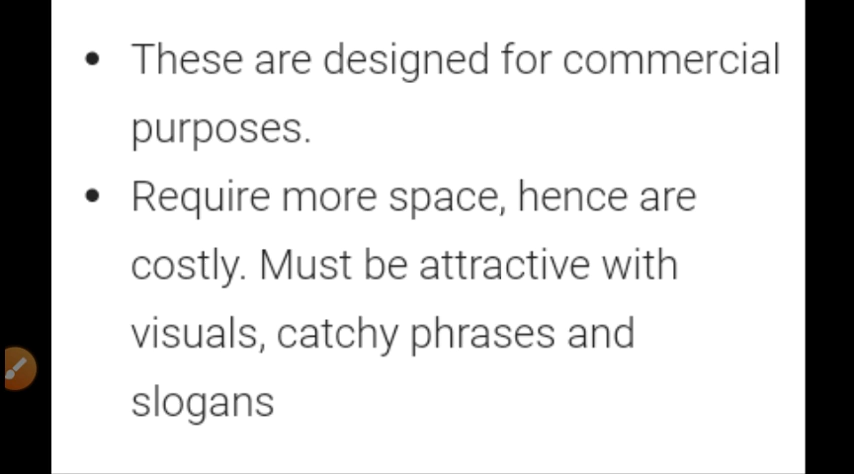 • These are designed for commercial
purposes.
• Require more space, hence are
costly. Must be attractive with
visuals, catchy phrases and
slogans